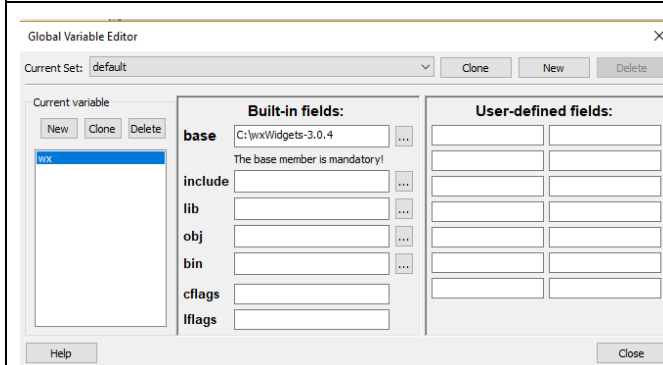 Global Variable Editor
Current Set: default Clone New Delete
Current variable
New Clone Delete
wx
Built-in fields:
base C:\wxWidgets-3.0.4 ...
The base member is mandatory!
include ...
lib ...
obj ...
bin ...
cflags
lflags
User-defined fields:
Help Close